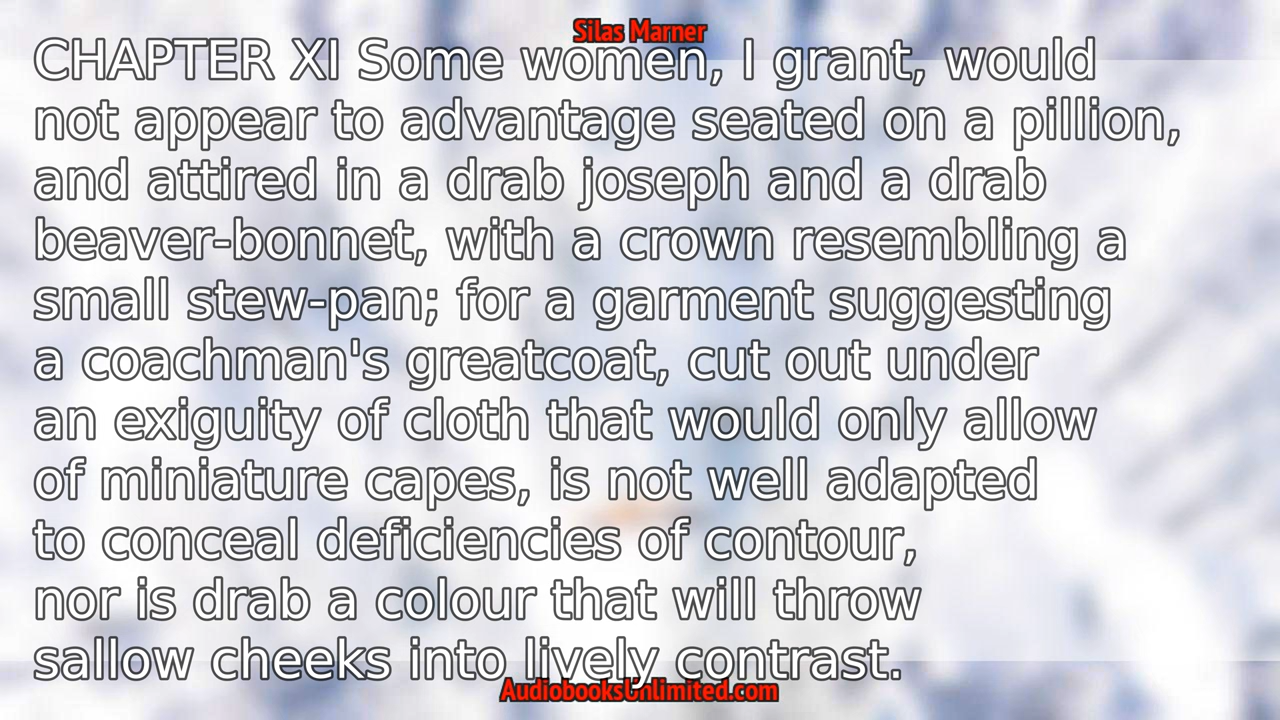 Silas Marner
CHAPTER XI Some women, I grant, would
not appear to advantage seated on a pillion,
and attired in a drab joseph and a drab
beaver-bonnet, with a crown resembling a
small stew-pan; for a garment suggesting
a coachman's greatcoat, cut out under
an exiguity of cloth that would only allow
of miniature capes, is not well adapted
to conceal deficiencies of contour,
nor is drab a colour that will throw
sallow cheeks into lively contrast.
AudiobooksUnlimited.com